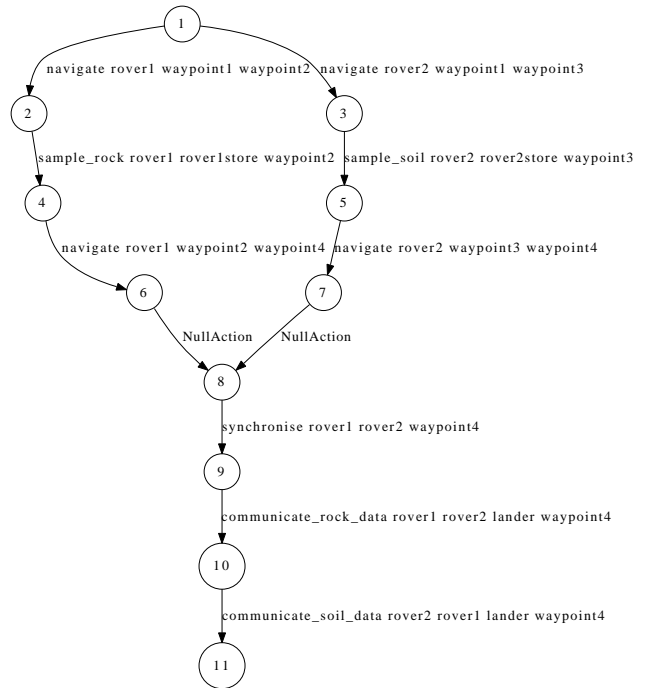 1
navigate rover1 waypoint1 waypoint2
navigate rover2 waypoint1 waypoint3
2
3
sample_rock rover1 rover1store waypoint2
sample_soil rover2 rover2store waypoint3
4
5
navigate rover1 waypoint2 waypoint4
navigate rover2 waypoint3 waypoint4
6
7
NullAction
NullAction
8
synchronise rover1 rover2 waypoint4
9
communicate_rock_data rover1 rover2 lander waypoint4
10
communicate_soil_data rover2 rover1 lander waypoint4
11